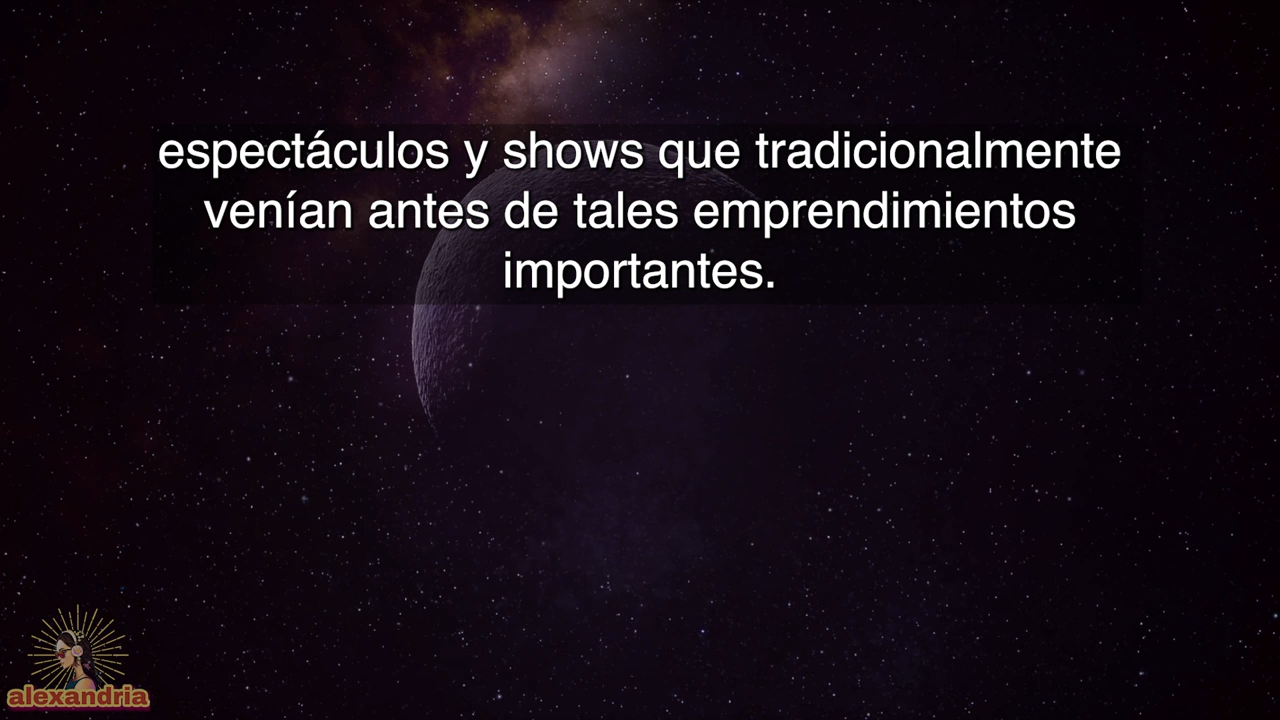 espectáculos y shows que tradicionalmente
venían antes de tales emprendimientos
importantes.
alexandria